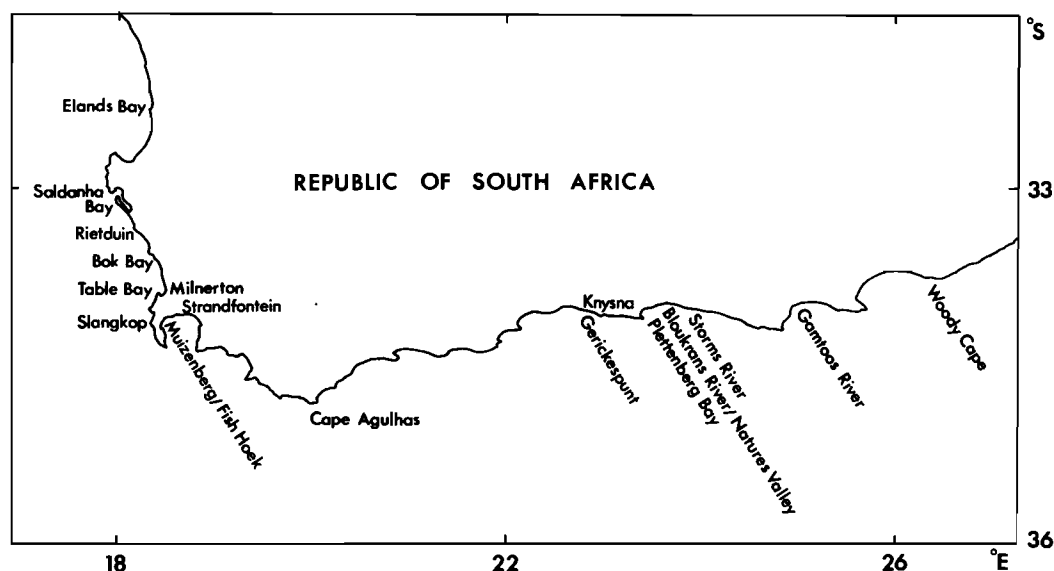 °S
Elands Bay
REPUBLIC OF SOUTH AFRICA
33
Saldanha
Bay
Rietduin
Bok Bay
Table Bay
Milnerton
Strandfontein
Slangkop
Muizenberg/Fish Hoek
Cape Agulhas
Knysna
Gerickespunt
Plettenberg Bay
Bloukrans River/Natures Valley
Storms River
Gamtoos River
Woody Cape
36
18
22
26
°E